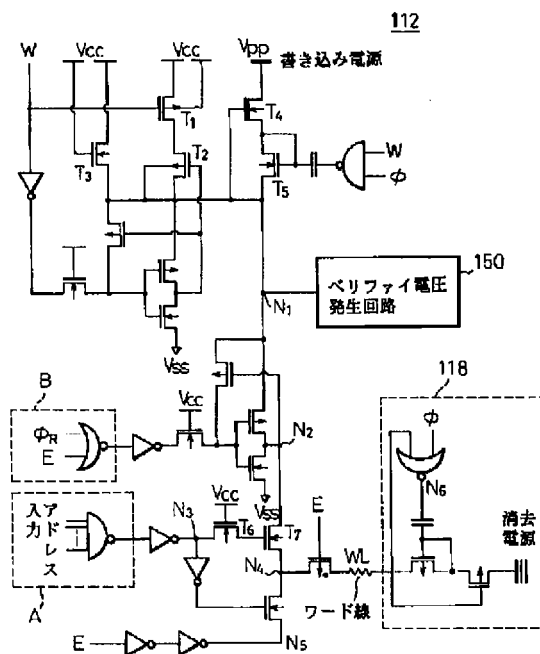 112
W
Vcc
Vcc
Vpp
書き込み電源
T1
T2
T3
T4
T5
W
φ
N1
150
ベリファイ電圧
発生回路
Vss
B
φR
E
Vcc
N2
Vss
118
φ
N6
消去
電源
アドレス
入力
A
N3
Vcc
T6
T7
E
N4
WL
ワード線
E
N5